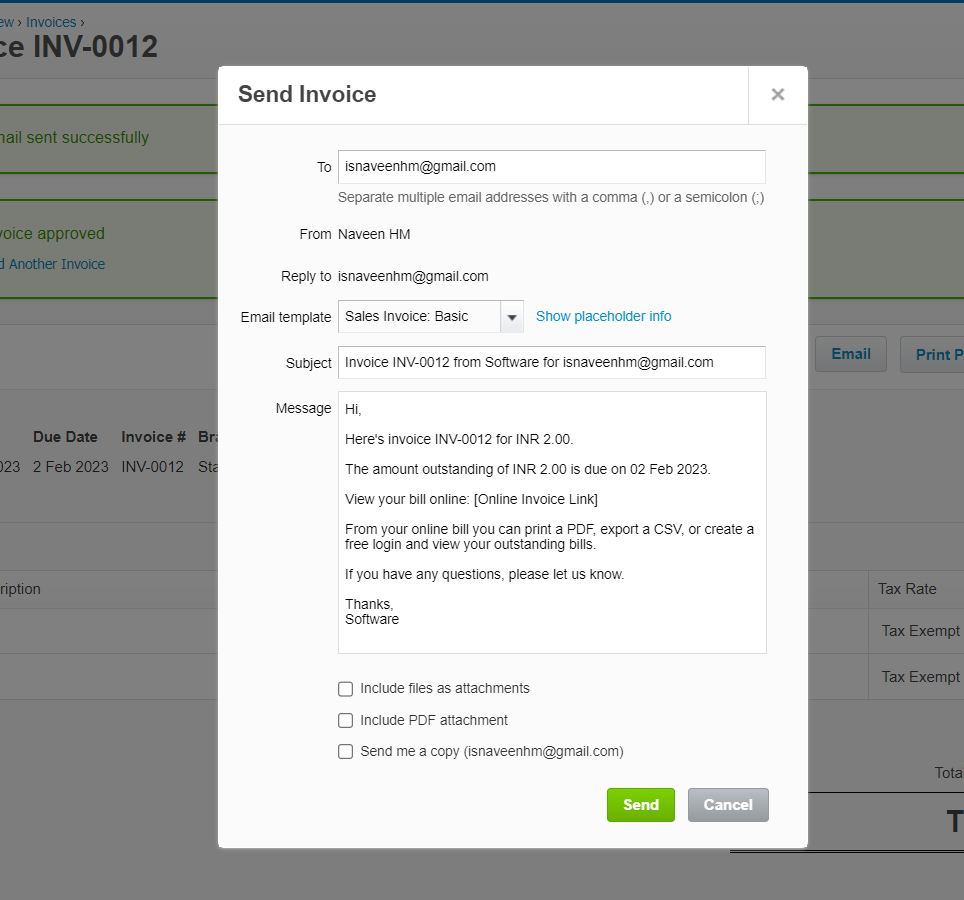 ew › Invoices ›
ce INV-0012
nail sent successfully
voice approved
d Another Invoice
Email
Print P
Due Date Invoice # Bra
023 2 Feb 2023 INV-0012 Sta
ription
Tax Rate
Tax Exempt
Tax Exempt
Tota
T
Send Invoice
×
To isnaveenhm@gmail.com
Separate multiple email addresses with a comma (,) or a semicolon (;)
From Naveen HM
Reply to isnaveenhm@gmail.com
Email template Sales Invoice: Basic Show placeholder info
Subject Invoice INV-0012 from Software for isnaveenhm@gmail.com
Message Hi,
Here's invoice INV-0012 for INR 2.00.
The amount outstanding of INR 2.00 is due on 02 Feb 2023.
View your bill online: [Online Invoice Link]
From your online bill you can print a PDF, export a CSV, or create a
free login and view your outstanding bills.
If you have any questions, please let us know.
Thanks,
Software
Include files as attachments
Include PDF attachment
Send me a copy (isnaveenhm@gmail.com)
Send Cancel